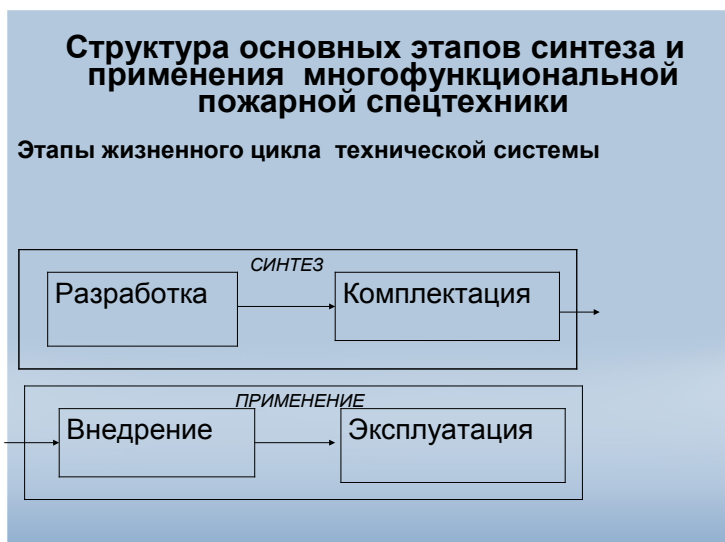 Структура основных этапов синтеза и
применения многофункциональной
пожарной спецтехники
Этапы жизненного цикла технической системы
СИНТЕЗ
Разработка
Комплектация
ПРИМЕНЕНИЕ
Внедрение
Эксплуатация